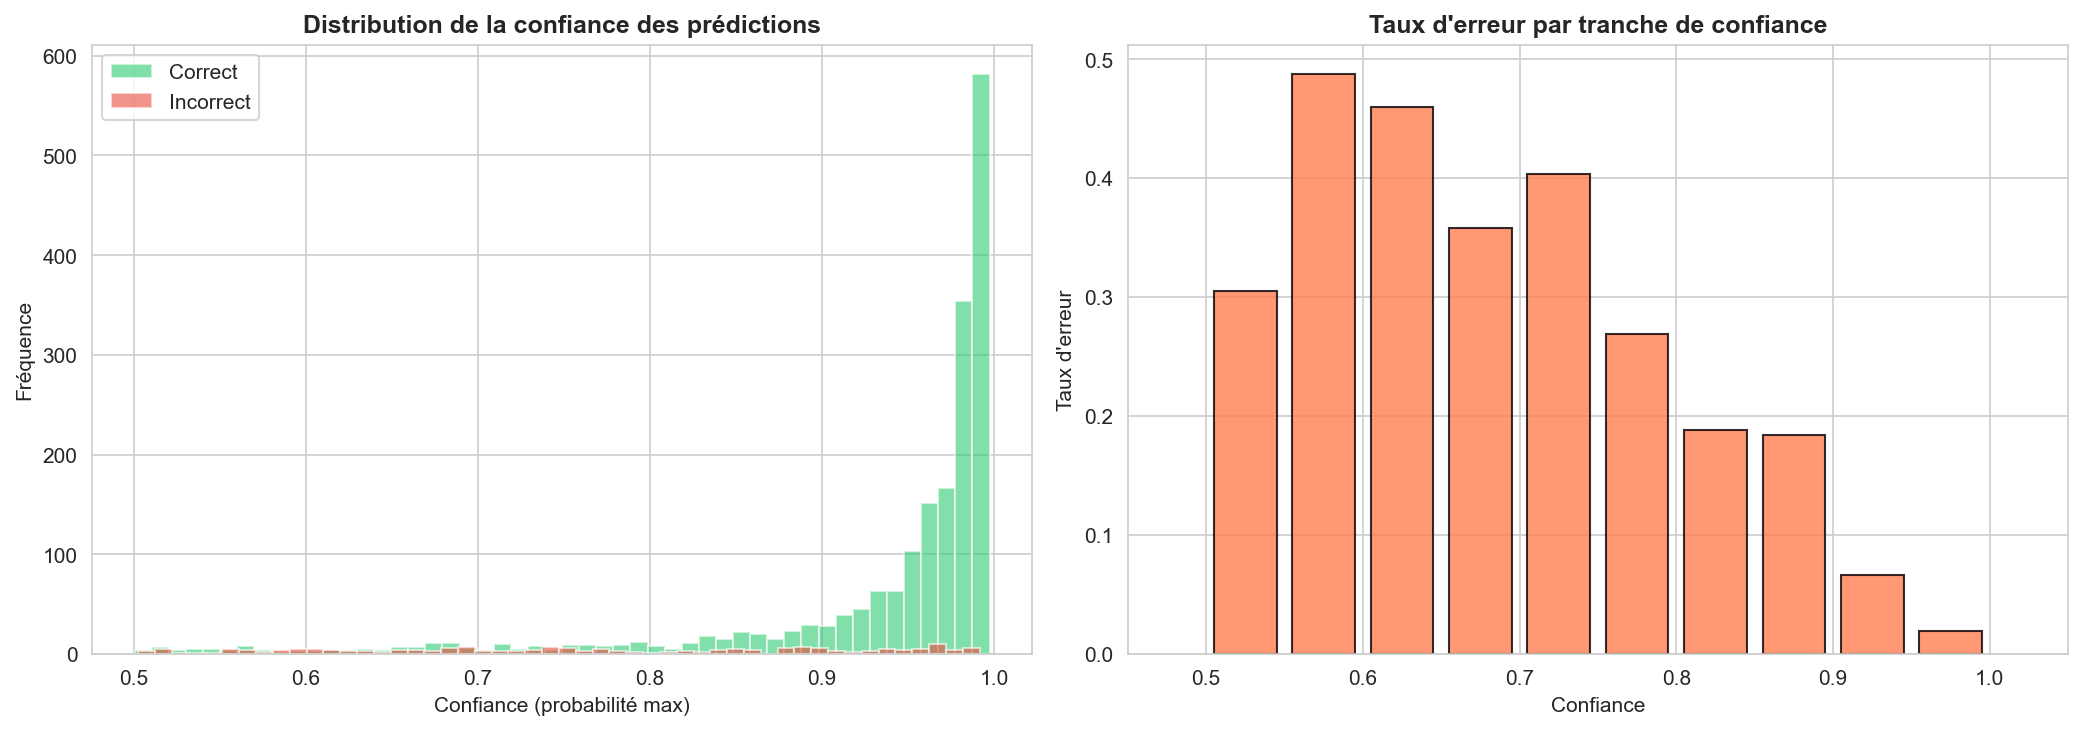 Distribution de la confiance des prédictions
Correct
Incorrect
Fréquence
600
500
400
300
200
100
0
0.5 0.6 0.7 0.8 0.9 1.0
Confiance (probabilité max)
Taux d'erreur par tranche de confiance
Taux d'erreur
0.5
0.4
0.3
0.2
0.1
0.0
0.5 0.6 0.7 0.8 0.9 1.0
Confiance